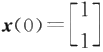 x(0) = [1
1]